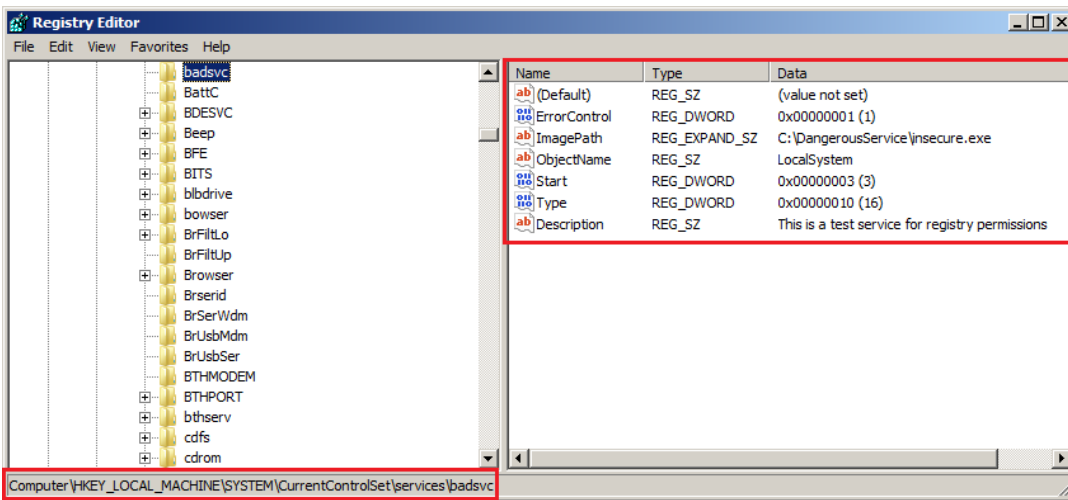 Registry Editor
File Edit View Favorites Help
badsvc
BattC
BDESVC
Beep
BFE
BITS
blbdrive
bowser
BrFiltLo
BrFiltUp
Browser
Brserid
BrSerWdm
BrUsbMdm
BrUsbSer
BTHMODEM
BTHPORT
bthserv
cdfs
cdrom
Name Type Data
(Default) REG_SZ (value not set)
ErrorControl REG_DWORD 0x00000001 (1)
ImagePath REG_EXPAND_SZ C:\DangerousService\insecure.exe
ObjectName REG_SZ LocalSystem
Start REG_DWORD 0x00000003 (3)
Type REG_DWORD 0x00000010 (16)
Description REG_SZ This is a test service for registry permissions
Computer\HKEY_LOCAL_MACHINE\SYSTEM\CurrentControlSet\services\badsvc